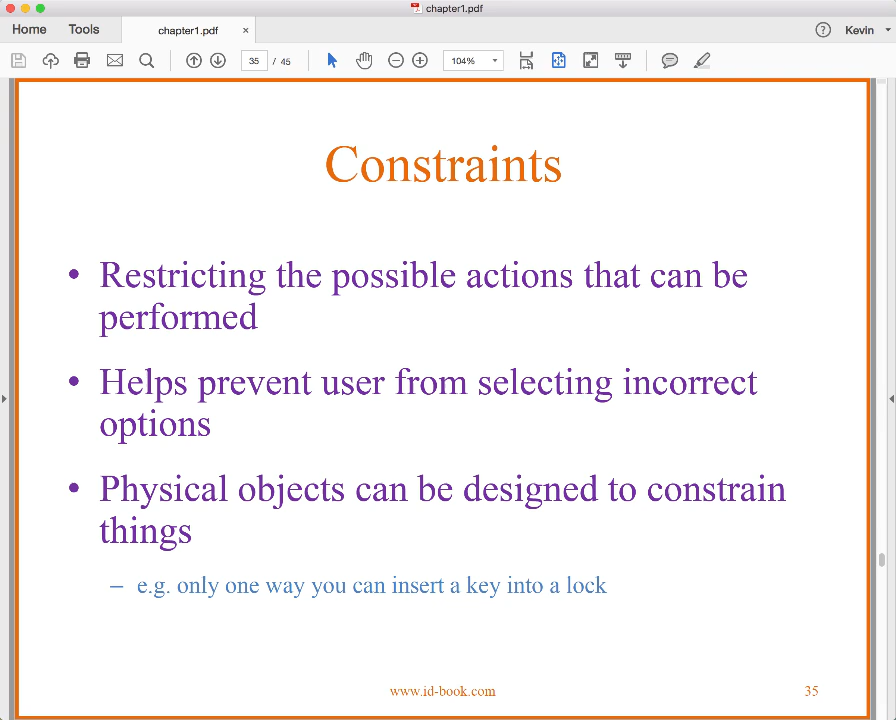 chapter1.pdf
Home Tools chapter1.pdf × ? Kevin
35 / 45 104%
Constraints
• Restricting the possible actions that can be
performed
• Helps prevent user from selecting incorrect
options
• Physical objects can be designed to constrain
things
– e.g. only one way you can insert a key into a lock
www.id-book.com 35